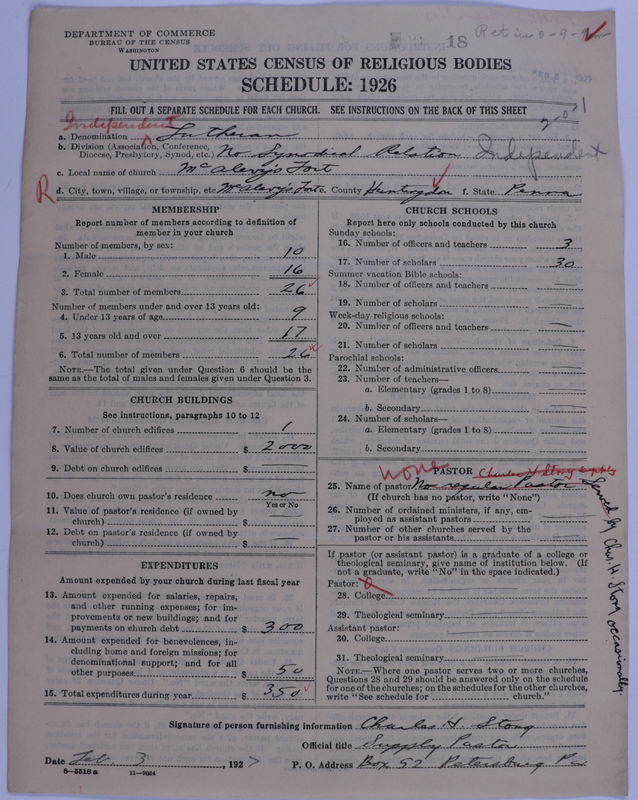 DEPARTMENT OF COMMERCE
BUREAU OF THE CENSUS
WASHINGTON
18
Ret in 0-9-
UNITED STATES CENSUS OF RELIGIOUS BODIES
SCHEDULE: 1926
FILL OUT A SEPARATE SCHEDULE FOR EACH CHURCH. SEE INSTRUCTIONS ON THE BACK OF THIS SHEET
Independent
a. Denomination Lutheran
b. Division (Association, Conference, Diocese, Presbytery, Synod, etc.) No Synodical Relation Independent
c. Local name of church McAlevy's Fort
R d. City, town, village, or township, etc. McAlevy's Fort e. County Huntingdon f. State Penna
MEMBERSHIP
Report number of members according to definition of
member in your church
Number of members, by sex:
1. Male 10
2. Female 16
3. Total number of members 26
Number of members under and over 13 years old:
4. Under 13 years of age 9
5. 13 years old and over 17
6. Total number of members 26
NOTE.—The total given under Question 6 should be
same as the total of males and females given under Question 3.
CHURCH BUILDINGS
See instructions, paragraphs 10 to 12
7. Number of church edifices 1
8. Value of church edifices $ 2000
9. Debt on church edifices $
10. Does church own pastor's residence no
Yes or No
11. Value of pastor's residence (if owned by
church) $
12. Debt on pastor's residence (if owned by
church) $
EXPENDITURES
Amount expended by your church during last fiscal year
13. Amount expended for salaries, repairs,
and other running expenses; for im-
provements or new buildings; and for
payments on church debt $ 300
14. Amount expended for benevolences, in-
cluding home and foreign missions; for
denominational support; and for all
other purposes $ 50
15. Total expenditures during year $ 350
CHURCH SCHOOLS
Report here only schools conducted by this church
Sunday schools:
16. Number of officers and teachers 3
17. Number of scholars 30
Summer vacation Bible schools:
18. Number of officers and teachers
19. Number of scholars
Week-day religious schools:
20. Number of officers and teachers
21. Number of scholars
Parochial schools:
22. Number of administrative officers
23. Number of teachers—
a. Elementary (grades 1 to 8)
b. Secondary
24. Number of scholars—
a. Elementary (grades 1 to 8)
b. Secondary
none PASTOR Charles H Stong supply
25. Name of pastor No regular Pastor
(If church has no pastor, write "None")
Served by Chas. H. Stong occasionally.
26. Number of ordained ministers, if any, em-
ployed as assistant pastors
27. Number of other churches served by the
pastor or his assistants
If pastor (or assistant pastor) is a graduate of a college or
theological seminary, give name of institution below. (If
not a graduate, write "No" in the space indicated.)
Pastor:
28. College
29. Theological seminary
Assistant pastor:
30. College
31. Theological seminary
NOTE.—Where one pastor serves two or more churches,
Questions 28 and 29 should be answered only on the schedule
for one of the churches; on the schedules for the other churches,
write "See schedule for church."
Signature of person furnishing information Charles H Stong
Official title Supply Pastor
Date Feb. 3, 1927 P. O. Address Box 52 Petersburg Pa
8—5518 a 11—9054